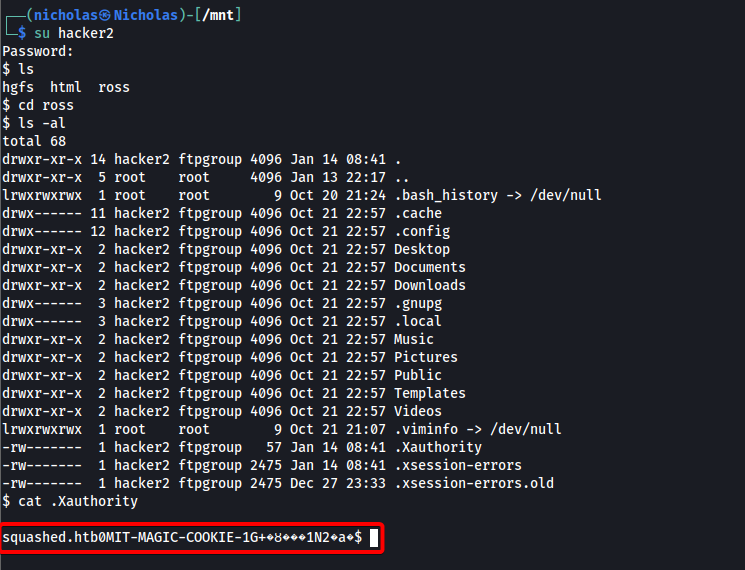 ┌──(nicholas㉿Nicholas)-[/mnt]
└─$ su hacker2
Password:
$ ls
hgfs  html  ross
$ cd ross
$ ls -al
total 68
drwxr-xr-x 14 hacker2 ftpgroup 4096 Jan 14 08:41 .
drwxr-xr-x  5 root    root     4096 Jan 13 22:17 ..
lrwxrwxrwx  1 root    root        9 Oct 20 21:24 .bash_history -> /dev/null
drwx------ 11 hacker2 ftpgroup 4096 Oct 21 22:57 .cache
drwx------ 12 hacker2 ftpgroup 4096 Oct 21 22:57 .config
drwxr-xr-x  2 hacker2 ftpgroup 4096 Oct 21 22:57 Desktop
drwxr-xr-x  2 hacker2 ftpgroup 4096 Oct 21 22:57 Documents
drwxr-xr-x  2 hacker2 ftpgroup 4096 Oct 21 22:57 Downloads
drwx------  3 hacker2 ftpgroup 4096 Oct 21 22:57 .gnupg
drwx------  3 hacker2 ftpgroup 4096 Oct 21 22:57 .local
drwxr-xr-x  2 hacker2 ftpgroup 4096 Oct 21 22:57 Music
drwxr-xr-x  2 hacker2 ftpgroup 4096 Oct 21 22:57 Pictures
drwxr-xr-x  2 hacker2 ftpgroup 4096 Oct 21 22:57 Public
drwxr-xr-x  2 hacker2 ftpgroup 4096 Oct 21 22:57 Templates
drwxr-xr-x  2 hacker2 ftpgroup 4096 Oct 21 22:57 Videos
lrwxrwxrwx  1 root    root        9 Oct 21 21:07 .viminfo -> /dev/null
-rw-------  1 hacker2 ftpgroup   57 Jan 14 08:41 .Xauthority
-rw-------  1 hacker2 ftpgroup 2475 Jan 14 08:41 .xsession-errors
-rw-------  1 hacker2 ftpgroup 2475 Dec 27 23:33 .xsession-errors.old
$ cat .Xauthority
squashed.htb0MIT-MAGIC-COOKIE-1G+�ȣ���1N2�a�$